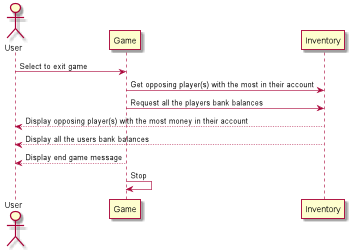 User
Game
Inventory
Select to exit game
Get opposing player(s) with the most in their account
Request all the players bank balances
Display opposing player(s) with the most money in their account
Display all the users bank balances
Display end game message
Stop
User
Game
Inventory